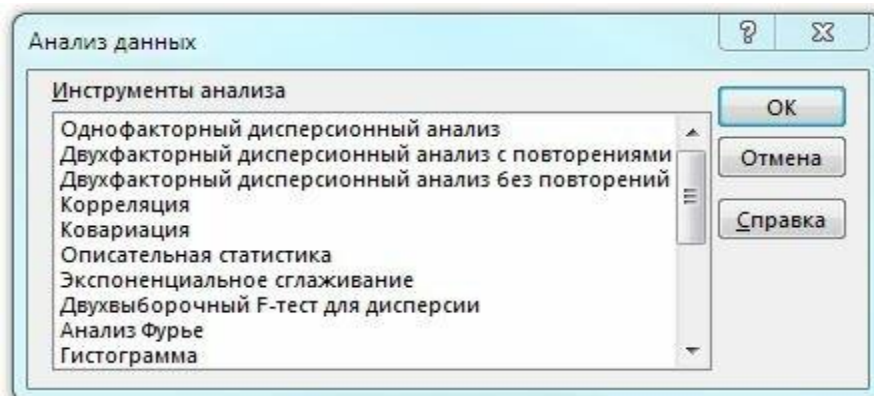 Анализ данных
Инструменты анализа
Однофакторный дисперсионный анализ
Двухфакторный дисперсионный анализ с повторениями
Двухфакторный дисперсионный анализ без повторений
Корреляция
Ковариация
Описательная статистика
Экспоненциальное сглаживание
Двухвыборочный F-тест для дисперсии
Анализ Фурье
Гистограмма
ОК
Отмена
Справка